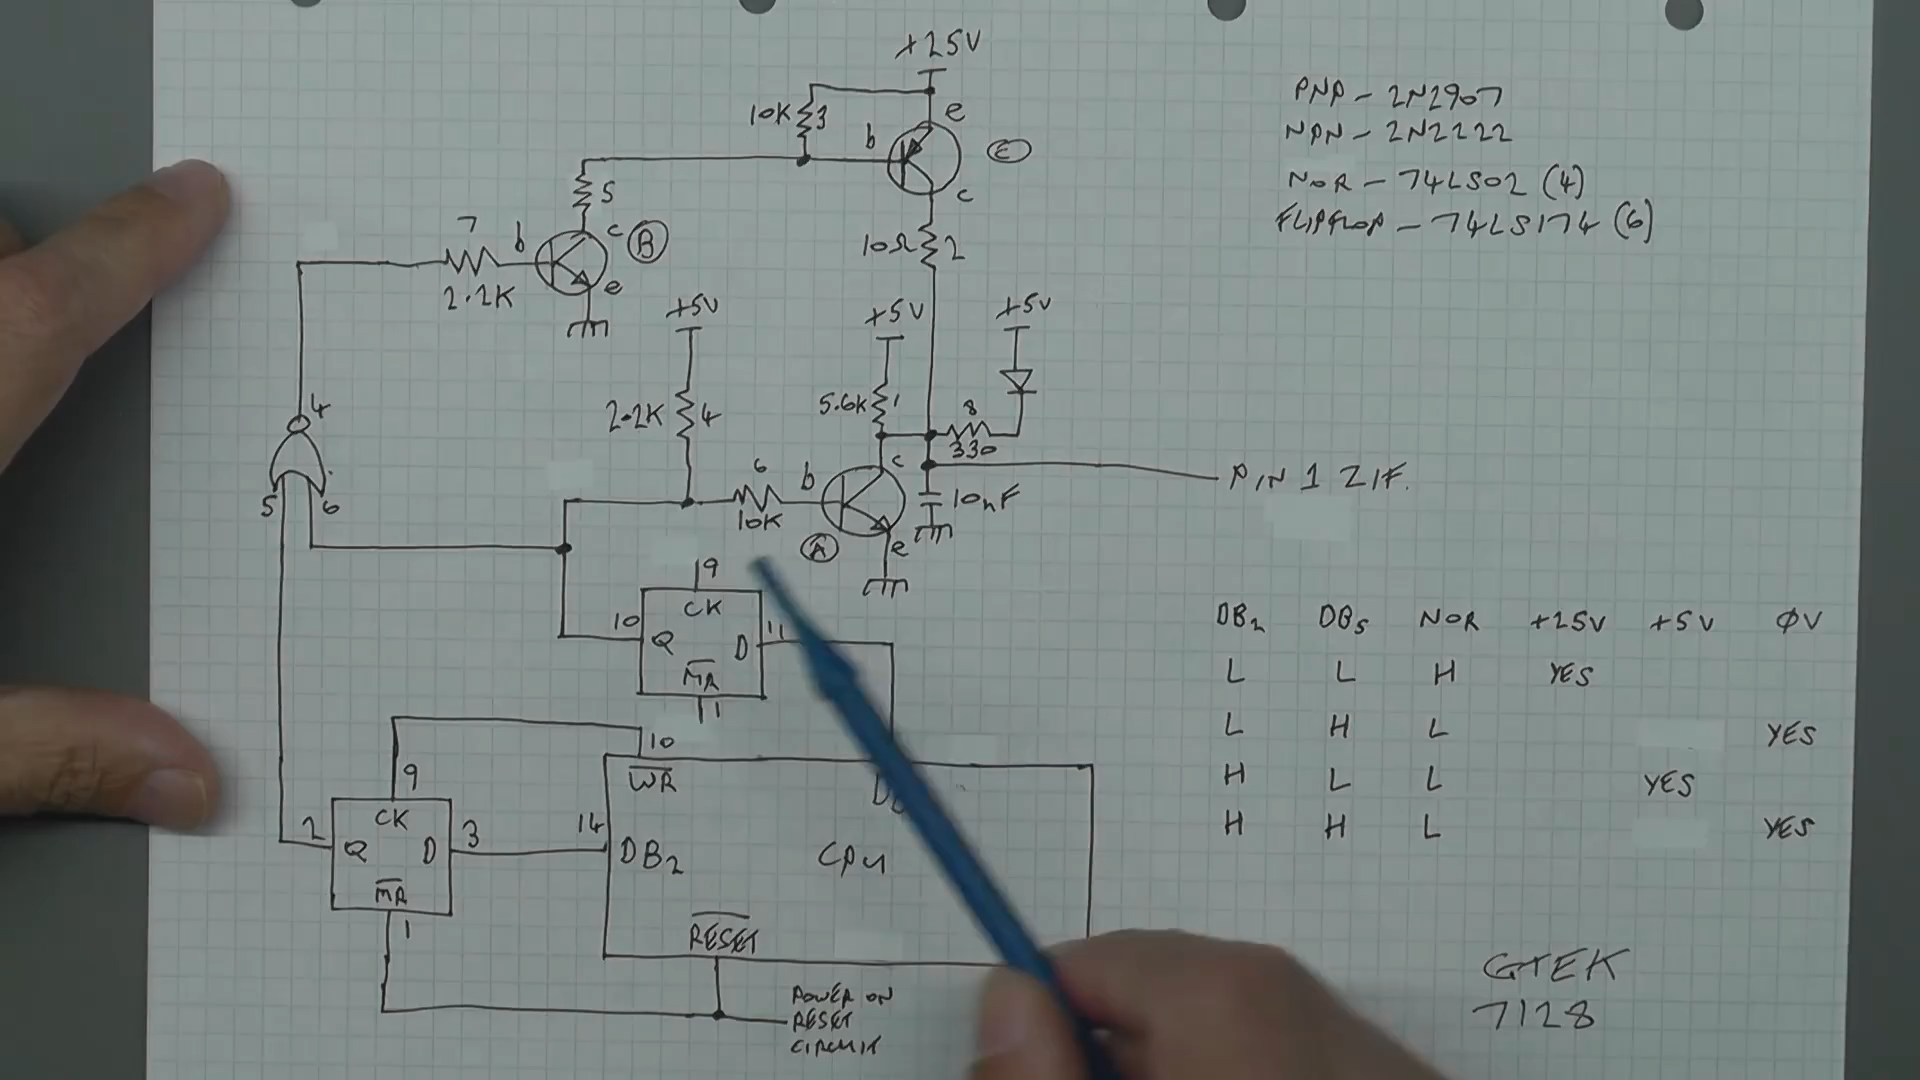 +25V
10K 3
b
e
E
c
10Ω 2
5
7
b
c
B
e
2.2K
+5V
+5V
+5V
2.2K 4
5.6K 1
8
330
4
5
6
6
10K
b
c
A
e
10nF
PIN 1 ZIF.
9
CK
10
Q
D
11
MR
1
10
WR
9
CK
2
Q
D
3
MR
1
14
DB2
CPU
RESET
POWER ON
RESET
CIRCUIT
PNP - 2N2907
NPN - 2N2222
NOR - 74LS02 (4)
FLIPFLOP - 74LS174 (6)
DB2 DB5 NOR +25V +5V ΦV
L L H YES
L H L YES
H L L YES
H H L YES
GTEK
7128